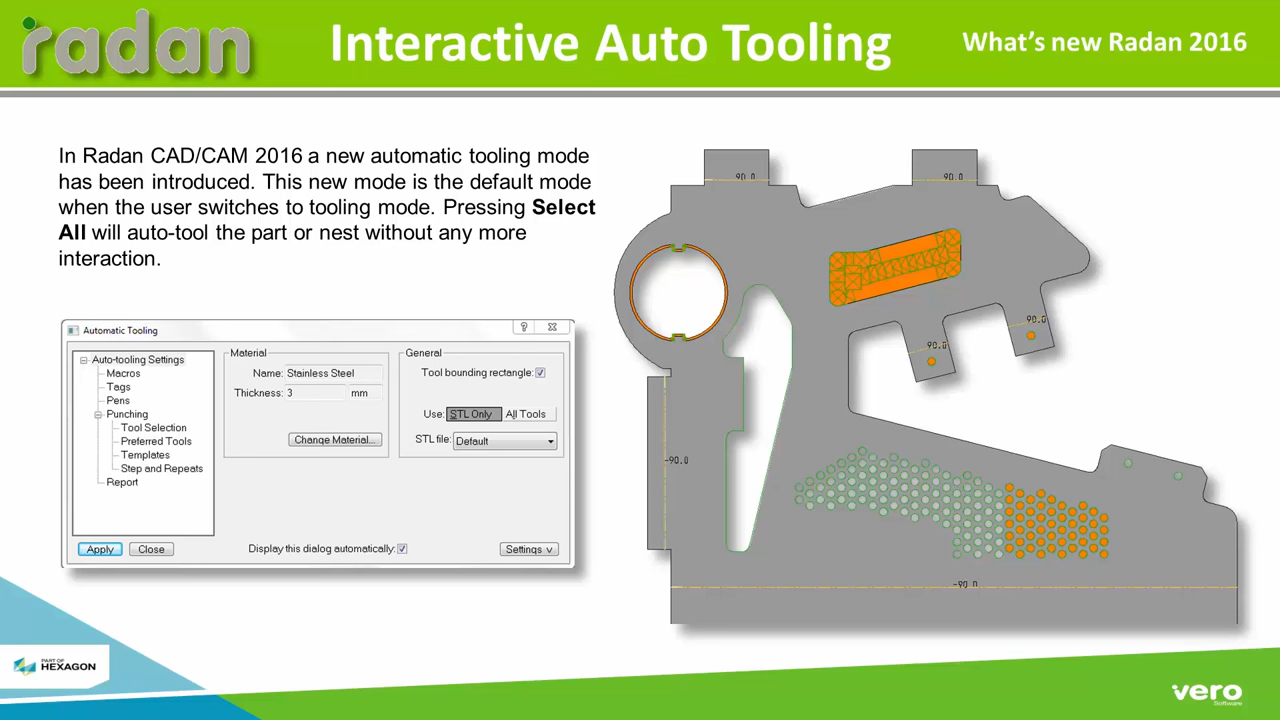 radan
Interactive Auto Tooling
What's new Radan 2016
In Radan CAD/CAM 2016 a new automatic tooling mode
has been introduced. This new mode is the default mode
when the user switches to tooling mode. Pressing Select
All will auto-tool the part or nest without any more
interaction.
Automatic Tooling
?
Auto-tooling Settings
Macros
Tags
Pens
Punching
Tool Selection
Preferred Tools
Templates
Step and Repeats
Report
Material
Name: Stainless Steel
Thickness: 3 mm
Change Material...
General
Tool bounding rectangle:
Use: STL Only All Tools
STL file: Default
Apply
Close
Display this dialog automatically:
Settings
90.0
90.0
90.0
90.0
-90.0
-90.0
PART OF
HEXAGON
vero
Software